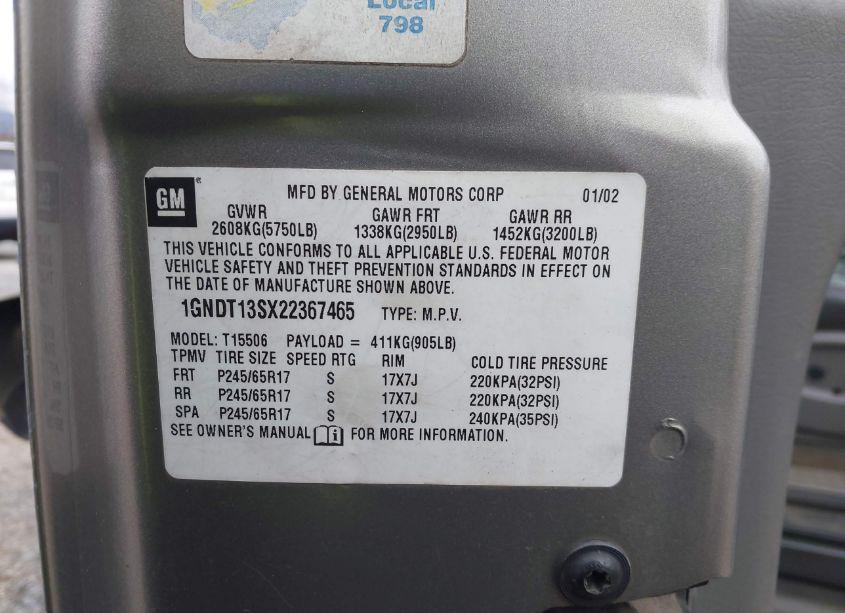 Local
798
GM
MFD BY GENERAL MOTORS CORP 01/02
GVWR GAWR FRT GAWR RR
2608KG(5750LB) 1338KG(2950LB) 1452KG(3200LB)
THIS VEHICLE CONFORMS TO ALL APPLICABLE U.S. FEDERAL MOTOR
VEHICLE SAFETY AND THEFT PREVENTION STANDARDS IN EFFECT ON
THE DATE OF MANUFACTURE SHOWN ABOVE.
1GNDT13SX22367465 TYPE: M.P.V.
MODEL: T15506 PAYLOAD = 411KG(905LB)
TPMV TIRE SIZE SPEED RTG RIM COLD TIRE PRESSURE
FRT P245/65R17 S 17X7J 220KPA(32PSI)
RR P245/65R17 S 17X7J 220KPA(32PSI)
SPA P245/65R17 S 17X7J 240KPA(35PSI)
SEE OWNER'S MANUAL FOR MORE INFORMATION.